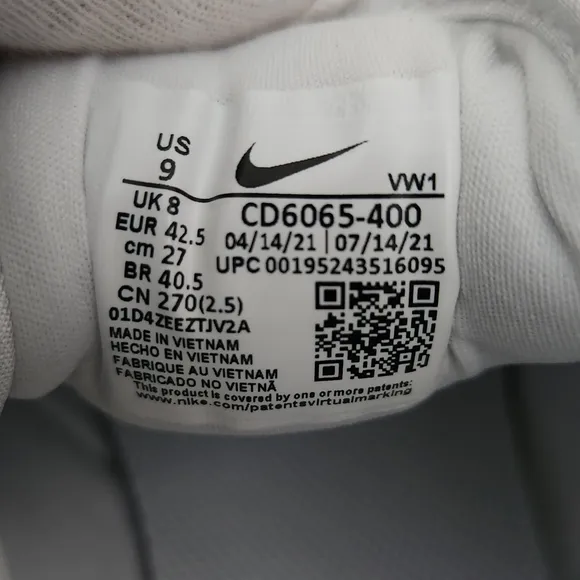 US
9
VW1
UK 8
EUR 42.5
cm 27
BR 40.5
CN 270(2.5)
CD6065-400
04/14/21 | 07/14/21
UPC 00195243516095
01D4ZEEZTJV2A
MADE IN VIETNAM
HECHO EN VIETNAM
FABRIQUE AU VIETNAM
FABRICADO NO VIETNÃ
This product is covered by one or more patents:
www.nike.com/patentsvirtualmarking